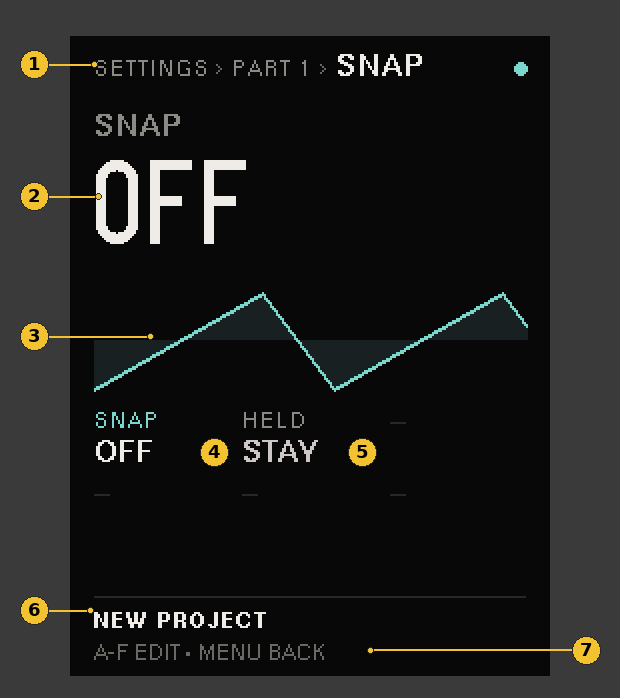 1 SETTINGS > PART 1 > SNAP
SNAP
2 OFF
3
SNAP HELD —
OFF 4 STAY 5
— — —
6 NEW PROJECT
A-F EDIT · MENU BACK 7